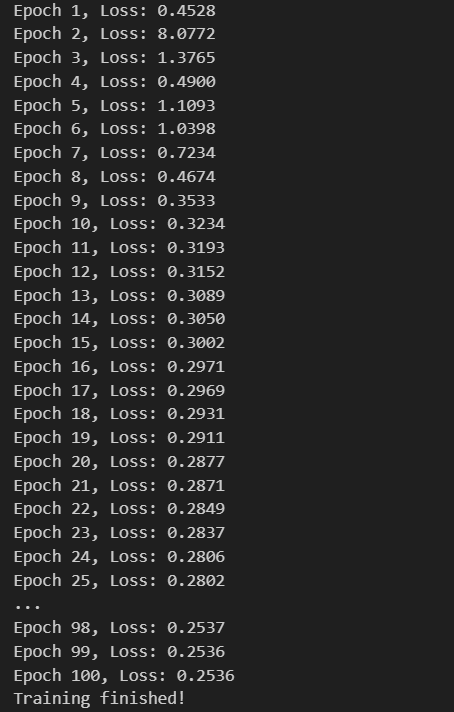 Epoch 1, Loss: 0.4528
Epoch 2, Loss: 8.0772
Epoch 3, Loss: 1.3765
Epoch 4, Loss: 0.4900
Epoch 5, Loss: 1.1093
Epoch 6, Loss: 1.0398
Epoch 7, Loss: 0.7234
Epoch 8, Loss: 0.4674
Epoch 9, Loss: 0.3533
Epoch 10, Loss: 0.3234
Epoch 11, Loss: 0.3193
Epoch 12, Loss: 0.3152
Epoch 13, Loss: 0.3089
Epoch 14, Loss: 0.3050
Epoch 15, Loss: 0.3002
Epoch 16, Loss: 0.2971
Epoch 17, Loss: 0.2969
Epoch 18, Loss: 0.2931
Epoch 19, Loss: 0.2911
Epoch 20, Loss: 0.2877
Epoch 21, Loss: 0.2871
Epoch 22, Loss: 0.2849
Epoch 23, Loss: 0.2837
Epoch 24, Loss: 0.2806
Epoch 25, Loss: 0.2802
...
Epoch 98, Loss: 0.2537
Epoch 99, Loss: 0.2536
Epoch 100, Loss: 0.2536
Training finished!